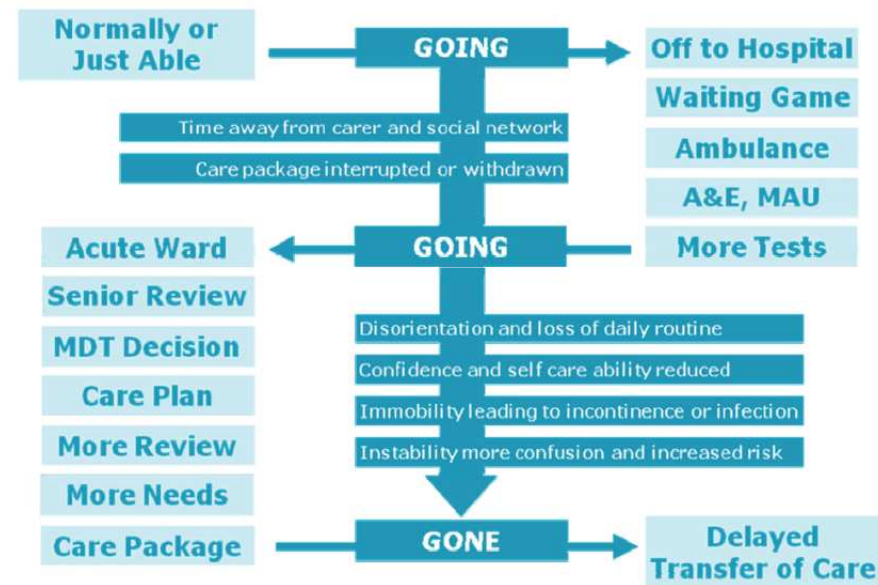 Normally or
Just Able
GOING
Off to Hospital
Waiting Game
Ambulance
A&E, MAU
More Tests
Time away from carer and social network
Care package interrupted or withdrawn
GOING
Acute Ward
Senior Review
MDT Decision
Care Plan
More Review
More Needs
Care Package
Disorientation and loss of daily routine
Confidence and self care ability reduced
Immobility leading to incontinence or infection
Instability more confusion and increased risk
GONE
Delayed
Transfer of Care